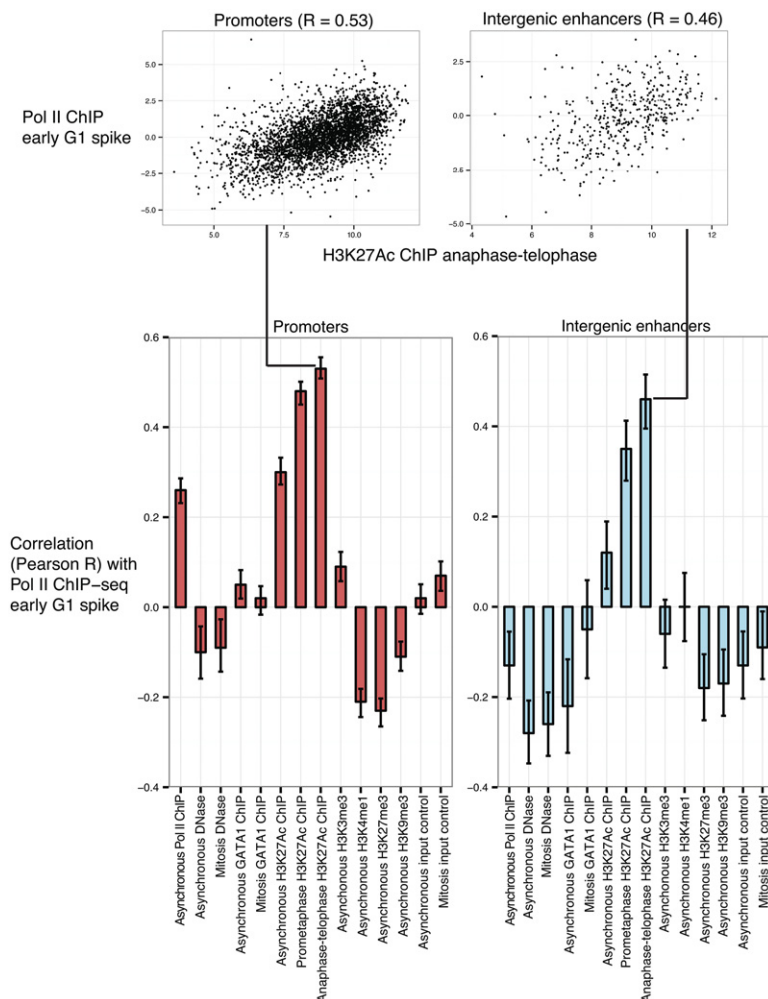 Promoters (R = 0.53)
Intergenic enhancers (R = 0.46)
Pol II ChIP
early G1 spike
5.0
2.5
0.0
−2.5
−5.0
2.5
0.0
2.6
−5.0
5.0
7.5
10.0
4
6
8
10
12
H3K27Ac ChIP anaphase-telophase
Promoters
Intergenic enhancers
Correlation
(Pearson R) with
Pol II ChIP−seq
early G1 spike
0.6
0.4
0.2
0.0
−0.2
−0.4
0.6
0.4
0.2
0.0
−0.2
−0.4
Asynchronous Pol II ChIP
Asynchronous DNase
Mitosis DNase
Asynchronous GATA1 ChIP
Mitosis GATA1 ChIP
Asynchronous H3K27Ac ChIP
Prometaphase H3K27Ac ChIP
Anaphase-telophase H3K27Ac ChIP
Asynchonous H3K3me3
Asynchronous H3K4me1
Asynchronous H3K27me3
Asynchronous H3K9me3
Asynchronous input control
Mitosis input control
Asynchronous Pol II ChIP
Asynchronous DNase
Mitosis DNase
Asynchronous GATA1 ChIP
Mitosis GATA1 ChIP
Asynchronous H3K27Ac ChIP
Prometaphase H3K27Ac ChIP
Anaphase-telophase H3K27Ac ChIP
Asynchonous H3K3me3
Asynchronous H3K4me1
Asynchronous H3K27me3
Asynchronous H3K9me3
Asynchronous input control
Mitosis input control